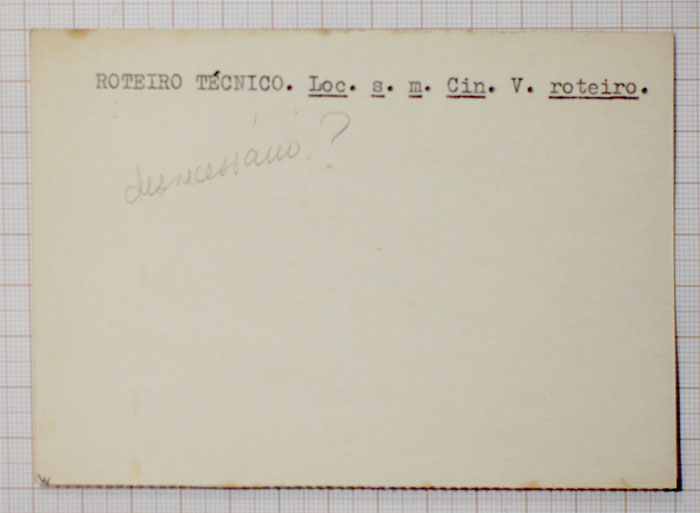 ROTEIRO TÉCNICO. Loc. s. m. Cin. V. roteiro.
desnecessário.?